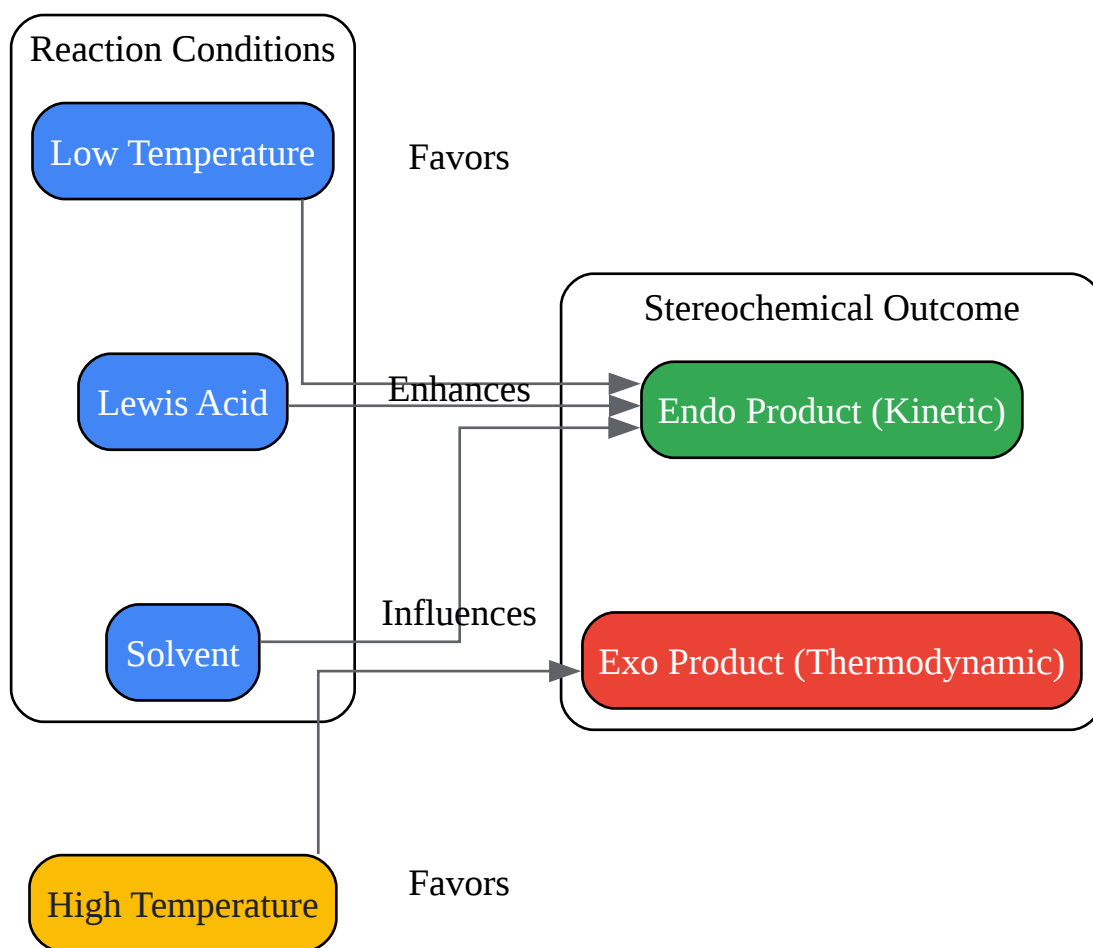 Reaction Conditions
Low Temperature
Favors
Stereochemical Outcome
Lewis Acid
Enhances
Endo Product (Kinetic)
Solvent
Influences
Exo Product (Thermodynamic)
High Temperature
Favors